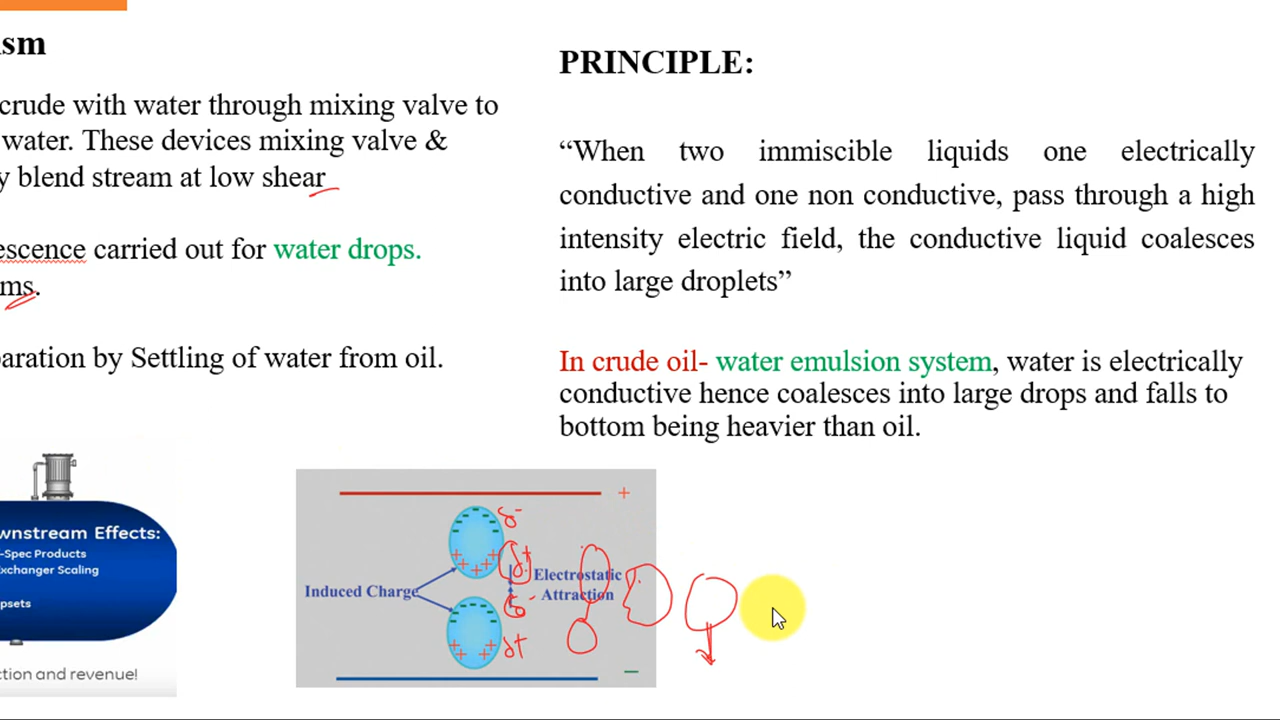 ism
crude with water through mixing valve to
water. These devices mixing valve &
y blend stream at low shear
escence carried out for water drops.
ms.
paration by Settling of water from oil.
PRINCIPLE:
“When two immiscible liquids one electrically
conductive and one non conductive, pass through a high
intensity electric field, the conductive liquid coalesces
into large droplets”
In crude oil- water emulsion system, water is electrically
conductive hence coalesces into large drops and falls to
bottom being heavier than oil.
wnstream Effects:
-Spec Products
Exchanger Scaling
psets
ction and revenue!
+
δ-
δ+
Induced Charge
Electrostatic
Attraction
δ-
δ+
−